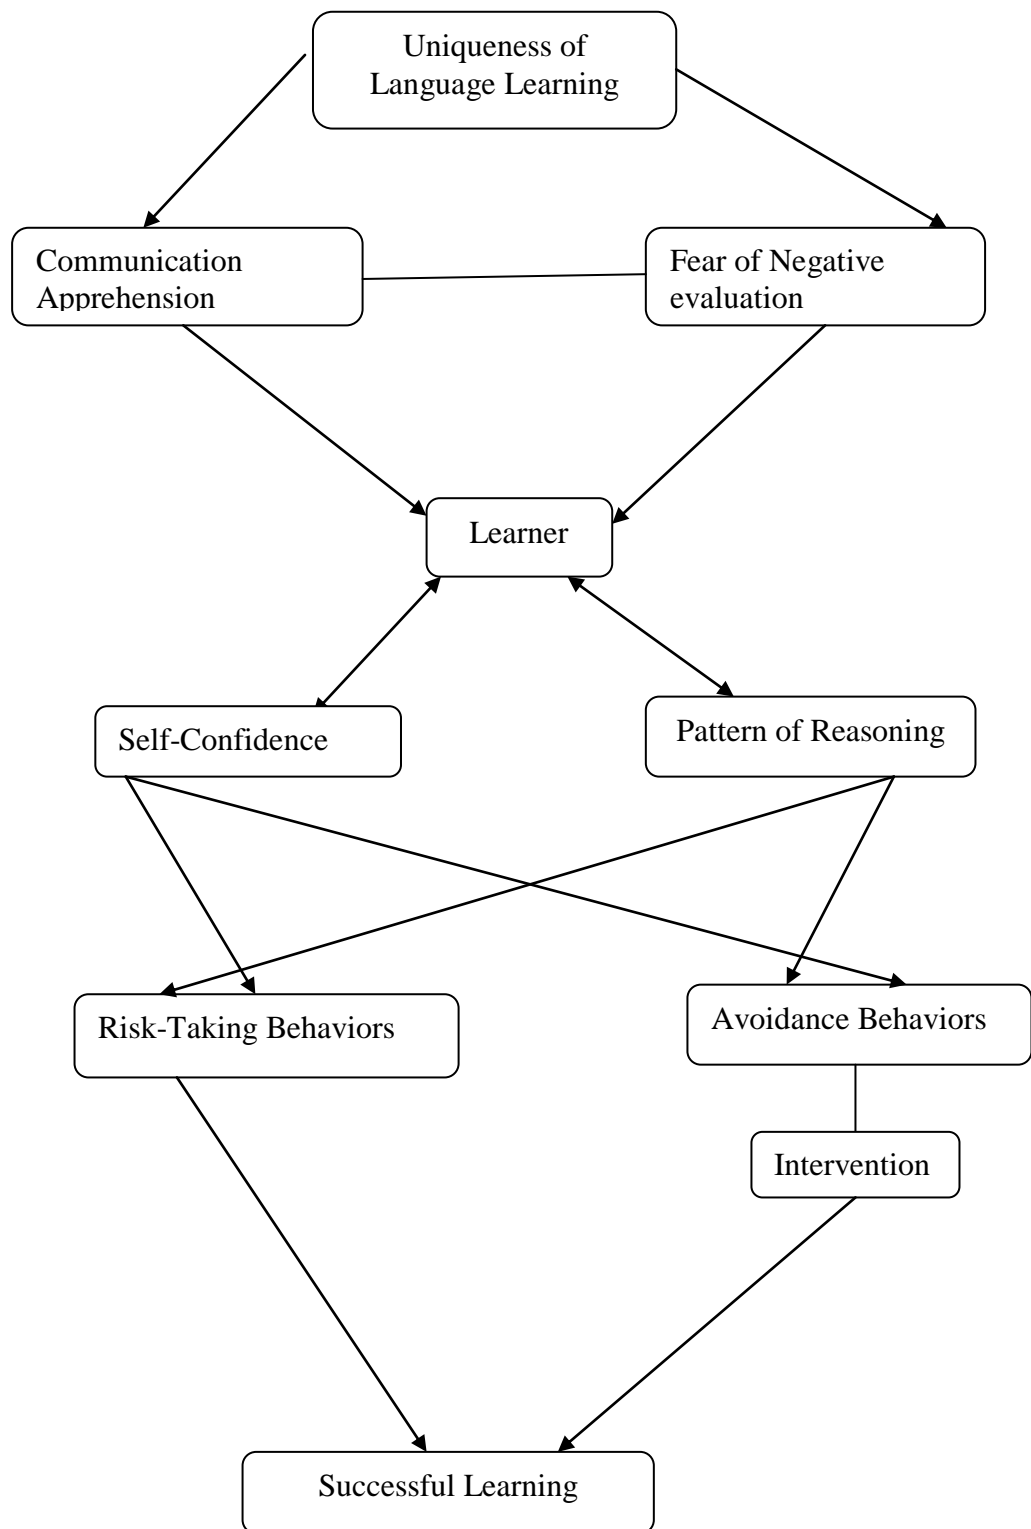 Uniqueness of
Language Learning
Communication
Apprehension
Fear of Negative
evaluation
Learner
Self-Confidence
Pattern of Reasoning
Risk-Taking Behaviors
Avoidance Behaviors
Intervention
Successful Learning